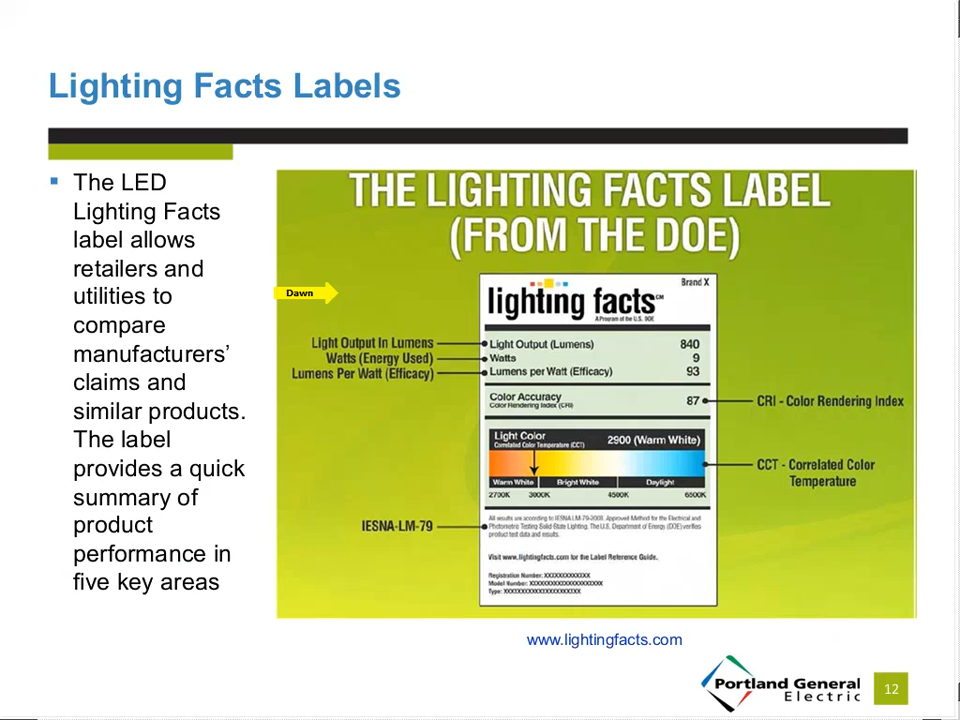 Lighting Facts Labels
▪ The LED
Lighting Facts
label allows
retailers and
utilities to
compare
manufacturers’
claims and
similar products.
The label
provides a quick
summary of
product
performance in
five key areas
THE LIGHTING FACTS LABEL
(FROM THE DOE)
Dawn
Brand X
lighting facts℠
A Program of the U.S. DOE
Light Output In Lumens
Watts (Energy Used)
Lumens Per Watt (Efficacy)
Light Output (Lumens) 840
Watts 9
Lumens per Watt (Efficacy) 93
Color Accuracy
Color Rendering Index (CRI) 87
CRI - Color Rendering Index
Light Color
Correlated Color Temperature (CCT) 2900 (Warm White)
Warm White Bright White Daylight
2700K 3000K 4500K 6500K
CCT - Correlated Color
Temperature
IESNA-LM-79
All results are according to IESNA LM-79-2008: Approved Method for the Electrical and
Photometric Testing Solid-State Lighting. The U.S. Department of Energy (DOE) verifies
product test data and results.
Visit www.lightingfacts.com for the Label Reference Guide.
Registration Number:
Model Number:
Type:
www.lightingfacts.com
Portland General
Electric
12